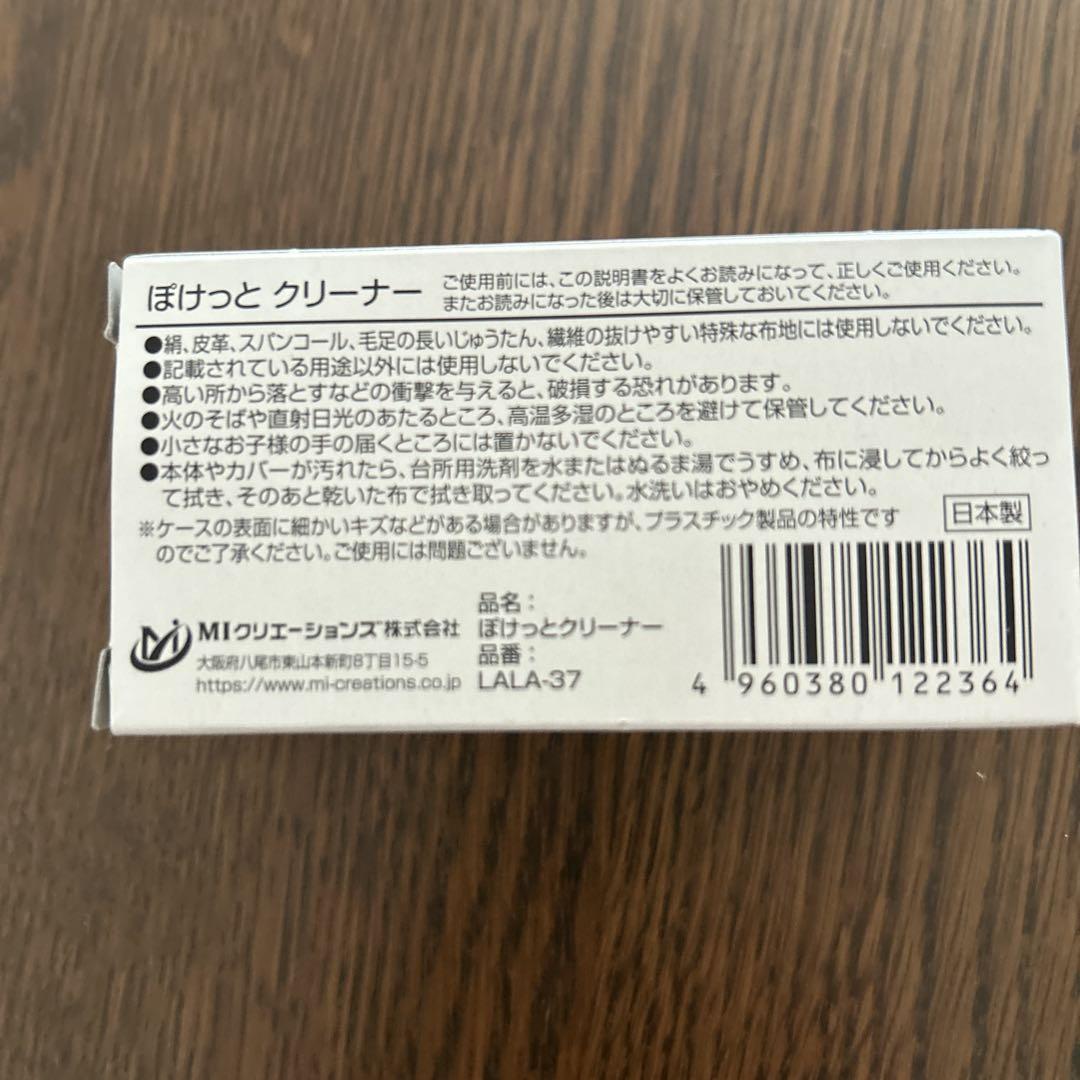 ぽけっと クリーナー
ご使用前には、この説明書をよくお読みになって、正しくご使用ください。
またお読みになった後は大切に保管しておいてください。
●絹、皮革、スパンコール、毛足の長いじゅうたん、繊維の抜けやすい特殊な布地には使用しないでください。
●記載されている用途以外には使用しないでください。
●高い所から落とすなどの衝撃を与えると、破損する恐れがあります。
●火のそばや直射日光のあたるところ、高温多湿のところを避けて保管してください。
●小さなお子様の手の届くところには置かないでください。
●本体やカバーが汚れたら、台所用洗剤を水またはぬるま湯でうすめ、布に浸してからよく絞っ
て拭き、そのあと乾いた布で拭き取ってください。水洗いはおやめください。
※ケースの表面に細かいキズなどがある場合がありますが、プラスチック製品の特性です
のでご了承ください。ご使用には問題ございません。
日本製
MIクリエーションズ株式会社
大阪府八尾市東山本新町8丁目15-5
https://www.mi-creations.co.jp
品名：
ぽけっとクリーナー
品番：
LALA-37
4 960380 122364